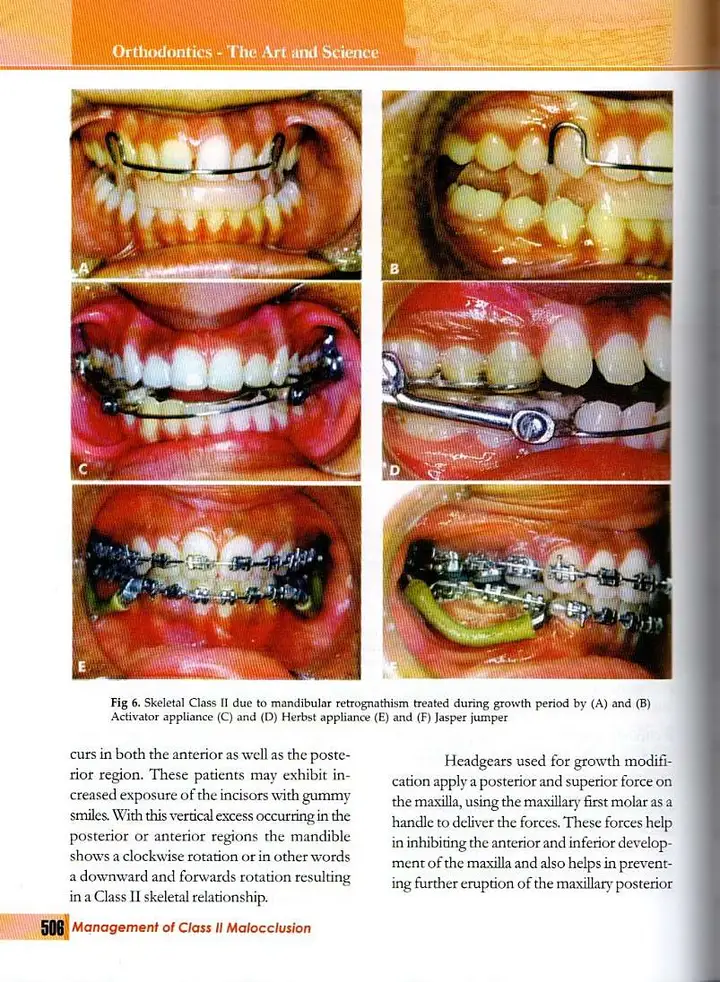 Orthodontics - The Art and Science
A
B
C
D
E
F
Fig 6. Skeletal Class II due to mandibular retrognathism treated during growth period by (A) and (B)
Activator appliance (C) and (D) Herbst appliance (E) and (F) Jasper jumper
curs in both the anterior as well as the poste-
rior region. These patients may exhibit in-
creased exposure of the incisors with gummy
smiles. With this vertical excess occurring in the
posterior or anterior regions the mandible
shows a clockwise rotation or in other words
a downward and forwards rotation resulting
in a Class II skeletal relationship.
Headgears used for growth modifi-
cation apply a posterior and superior force on
the maxilla, using the maxillary first molar as a
handle to deliver the forces. These forces help
in inhibiting the anterior and inferior develop-
ment of the maxilla and also helps in prevent-
ing further eruption of the maxillary posterior
506 Management of Class II Malocclusion